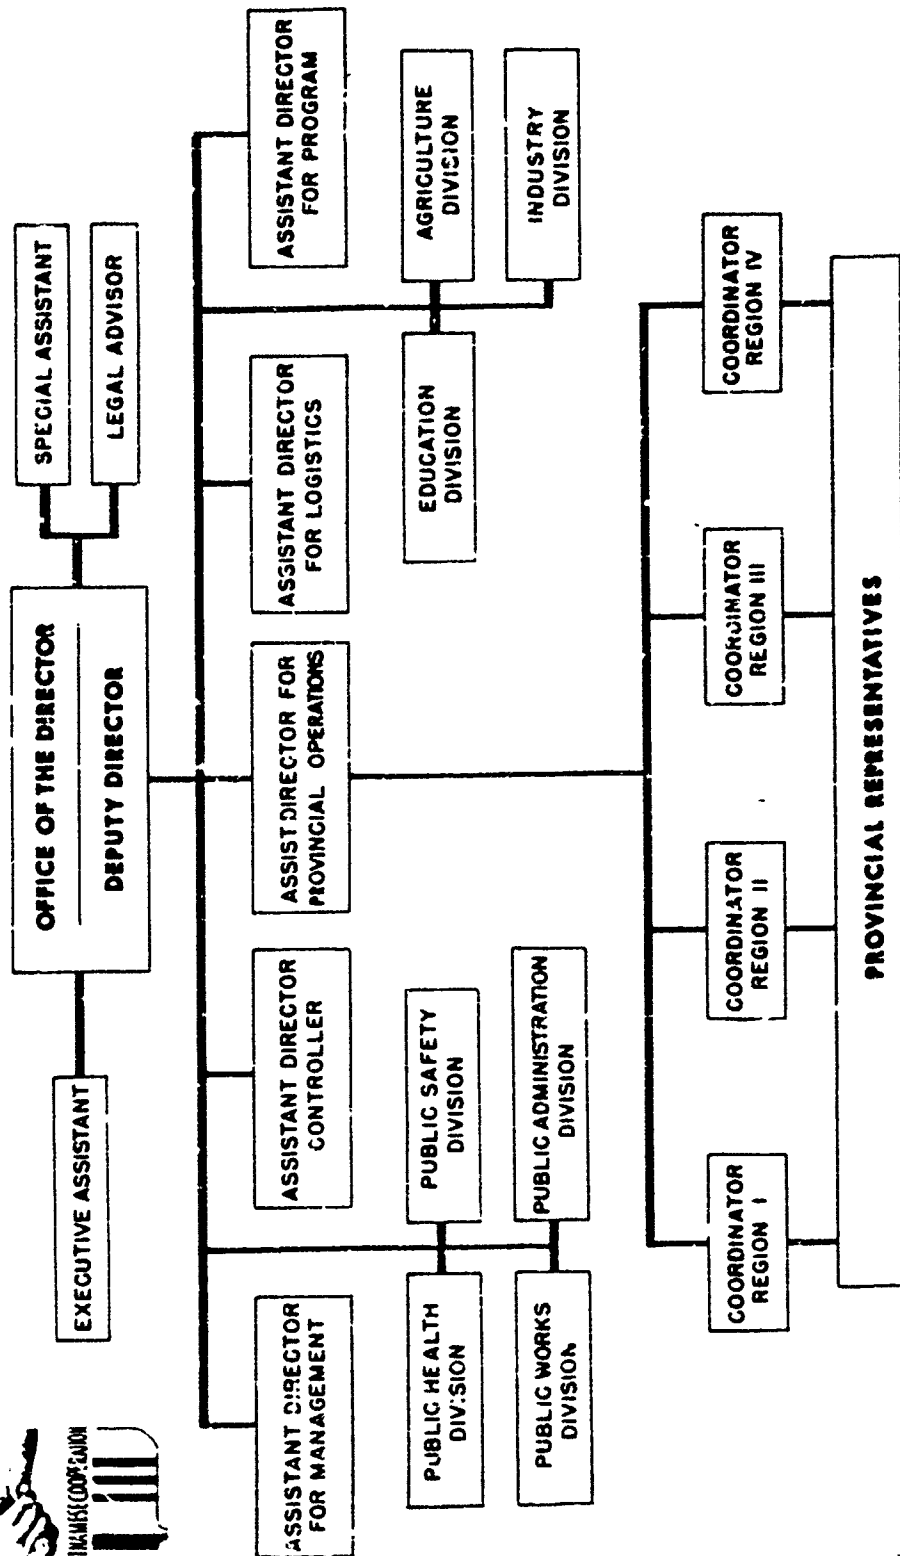 OFFICE OF THE DIRECTOR
DEPUTY DIRECTOR
EXECUTIVE ASSISTANT
SPECIAL ASSISTANT
LEGAL ADVISOR
ASSISTANT DIRECTOR
FOR MANAGEMENT
ASSISTANT DIRECTOR
CONTROLLER
ASSIST DIRECTOR FOR
PROVINCIAL OPERATIONS
ASSISTANT DIRECTOR
FOR LOGISTICS
ASSISTANT DIRECTOR
FOR PROGRAM
PUBLIC HEALTH
DIVISION
PUBLIC SAFETY
DIVISION
PUBLIC WORKS
DIVISION
PUBLIC ADMINISTRATION
DIVISION
EDUCATION
DIVISION
AGRICULTURE
DIVISION
INDUSTRY
DIVISION
COORDINATOR
REGION I
COORDINATOR
REGION II
COORDINATOR
REGION III
COORDINATOR
REGION IV
PROVINCIAL REPRESENTATIVES